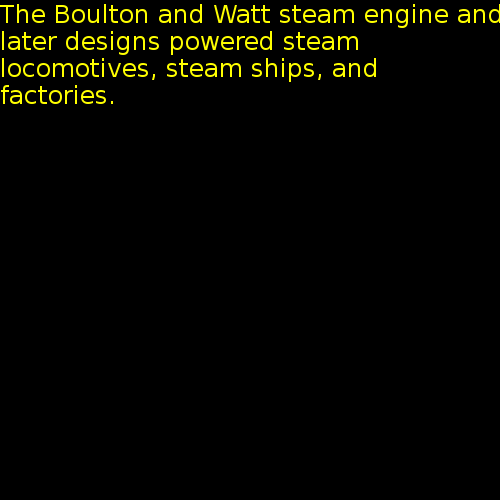 The Boulton and Watt steam engine and
later designs powered steam
locomotives, steam ships, and
factories.